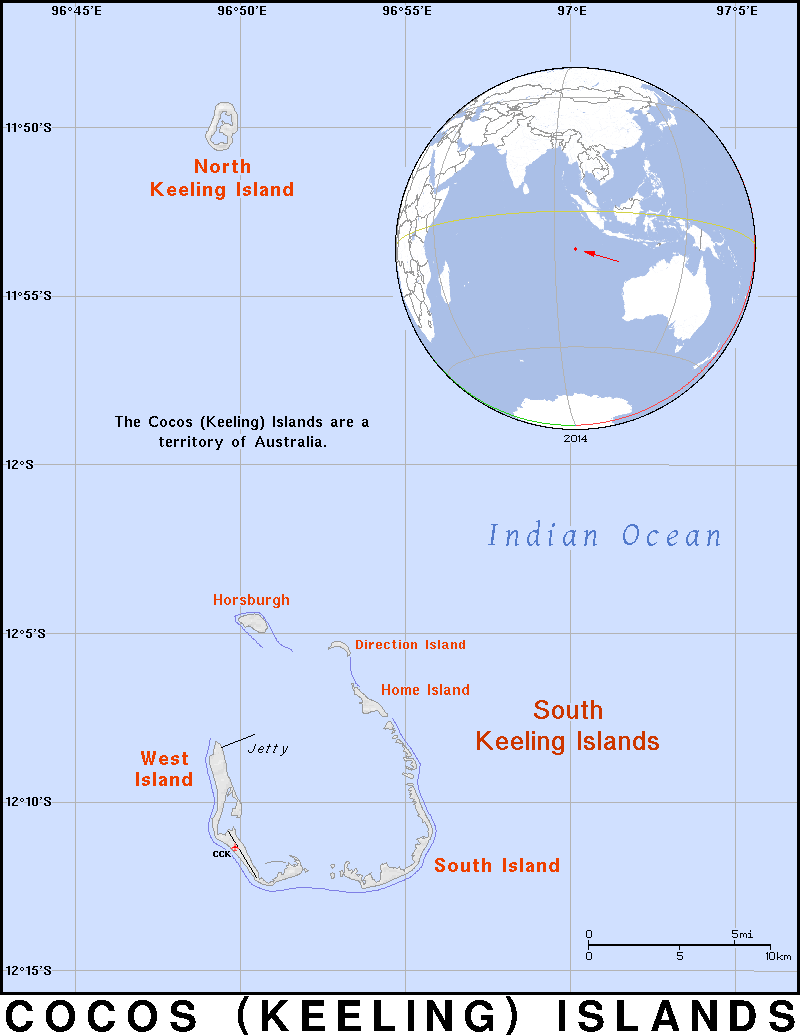 96°45'E 96°50'E 96°55'E 97°E 97°5'E
11°50'S
North
Keeling Island
11°55'S
The Cocos (Keeling) Islands are a
territory of Australia.
2014
12°S
Indian Ocean
Horsburgh
12°5'S
Direction Island
Home Island
South
Keeling Islands
Jetty
West
Island
12°10'S
CCK
South Island
0 5mi
0 5 10km
12°15'S
COCOS (KEELING) ISLANDS